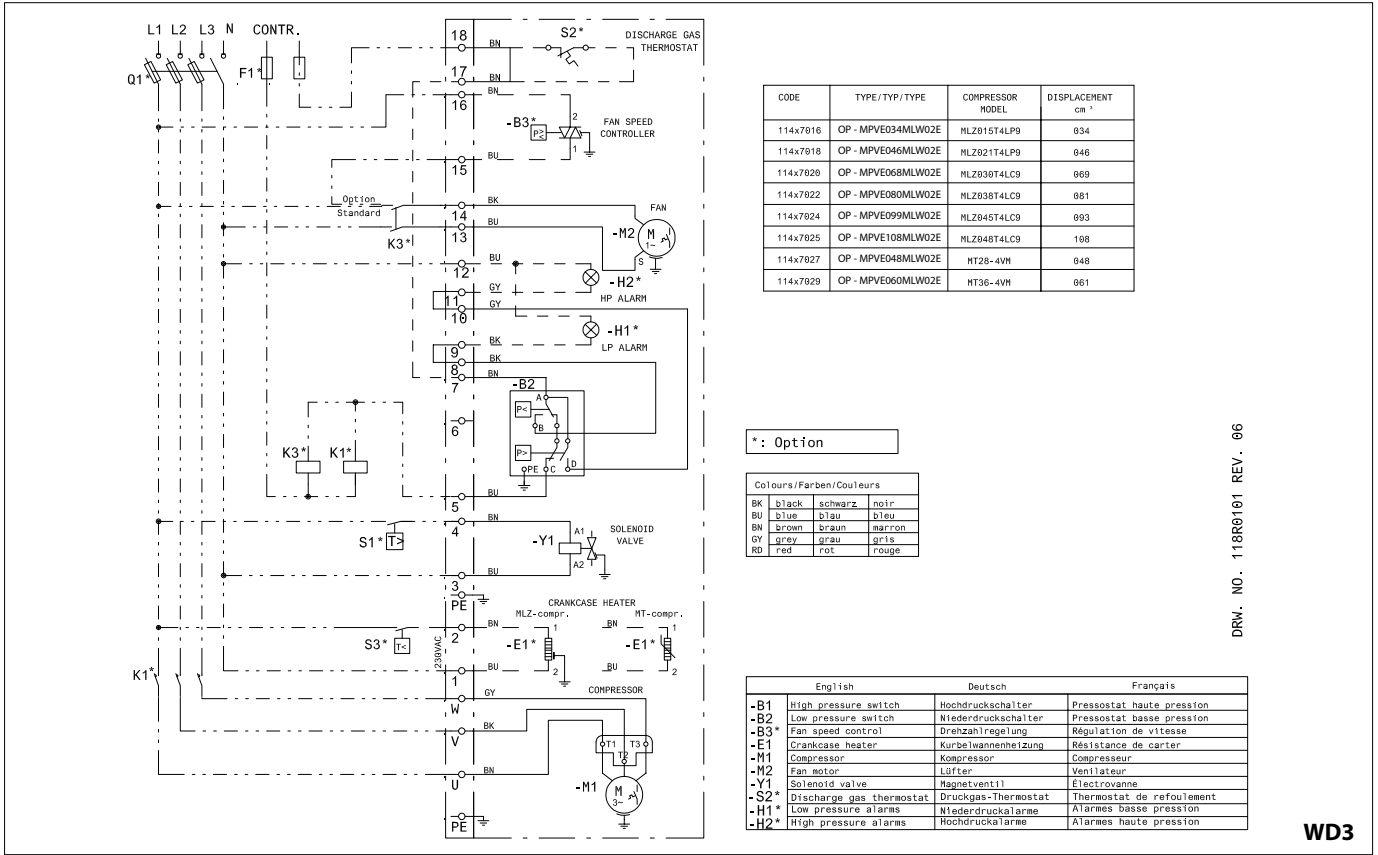 L1 L2 L3 N CONTR.
Q1*
F1*
18
BN
S2*
DISCHARGE GAS
THERMOSTAT
17
BN
16
BN
-B3*
P≥
2
1
FAN SPEED
CONTROLLER
15
BU
Option
Standard
14
BK
FAN
13
BU
K3*
-M2
M
1~
S
12
BU
-H2*
HP ALARM
11
GY
10
GY
-H1*
LP ALARM
9
BK
8
BK
7
BN
-B2
A
P<
B
P>
PE C D
6
K3* K1*
5
BU
4
BN
S1* T>
-Y1
A1
A2
SOLENOID
VALVE
3
BU
PE
CRANKCASE HEATER
MLZ-compr. MT-compr.
2
BN 1 BN 1
S3* T<
-E1* -E1*
230VAC
1
BU 2 BU 2
K1*
COMPRESSOR
W
GY
V
BK
T1 T2 T3
U
BN
-M1
M
3~
PE
CODE TYPE/TYP/TYPE COMPRESSOR MODEL DISPLACEMENT cm³
114x7016 OP - MPVE034MLW02E MLZ015T4LP9 034
114x7018 OP - MPVE046MLW02E MLZ021T4LP9 046
114x7020 OP - MPVE068MLW02E MLZ030T4LC9 069
114x7022 OP - MPVE080MLW02E MLZ038T4LC9 081
114x7024 OP - MPVE099MLW02E MLZ045T4LC9 093
114x7025 OP - MPVE108MLW02E MLZ048T4LC9 108
114x7027 OP - MPVE048MLW02E MT28-4VM 048
114x7029 OP - MPVE060MLW02E MT36-4VM 061
*: Option
Colours/Farben/Couleurs
BK black schwarz noir
BU blue blau bleu
BN brown braun marron
GY grey grau gris
RD red rot rouge
DRW. NO. 118R0101 REV. 06
English Deutsch Français
-B1 High pressure switch Hochdruckschalter Pressostat haute pression
-B2 Low pressure switch Niederdruckschalter Pressostat basse pression
-B3* Fan speed control Drehzahlregelung Régulation de vitesse
-E1 Crankcase heater Kurbelwannenheizung Résistance de carter
-M1 Compressor Kompressor Compresseur
-M2 Fan motor Lüfter Venilateur
-Y1 Solenoid valve Magnetventil Électrovanne
-S2* Discharge gas thermostat Druckgas-Thermostat Thermostat de refoulement
-H1* Low pressure alarms Niederdruckalarme Alarmes basse pression
-H2* High pressure alarms Hochdruckalarme Alarmes haute pression
WD3